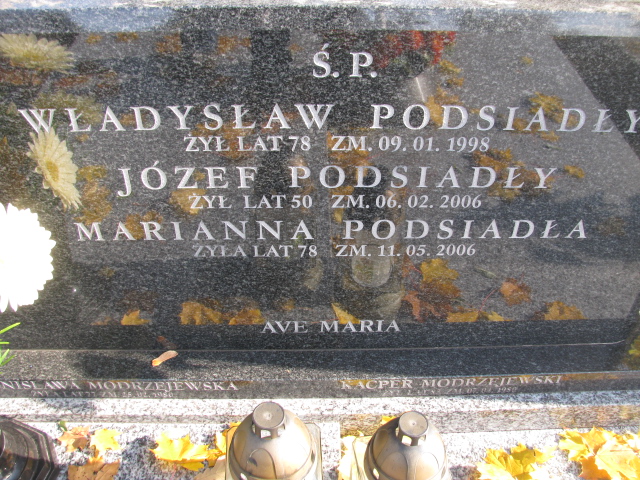 Ś.P.
WŁADYSŁAW PODSIADŁY
ŻYŁ LAT 78 ZM. 09.01.1998
JÓZEF PODSIADŁY
ŻYŁ LAT 50 ZM. 06.02.2006
MARIANNA PODSIADŁA
ŻYŁA LAT 78 ZM. 11.05.2006
AVE MARIA
NISŁAWA MODRZEJEWSKA KACPER MODRZEJEWSKI